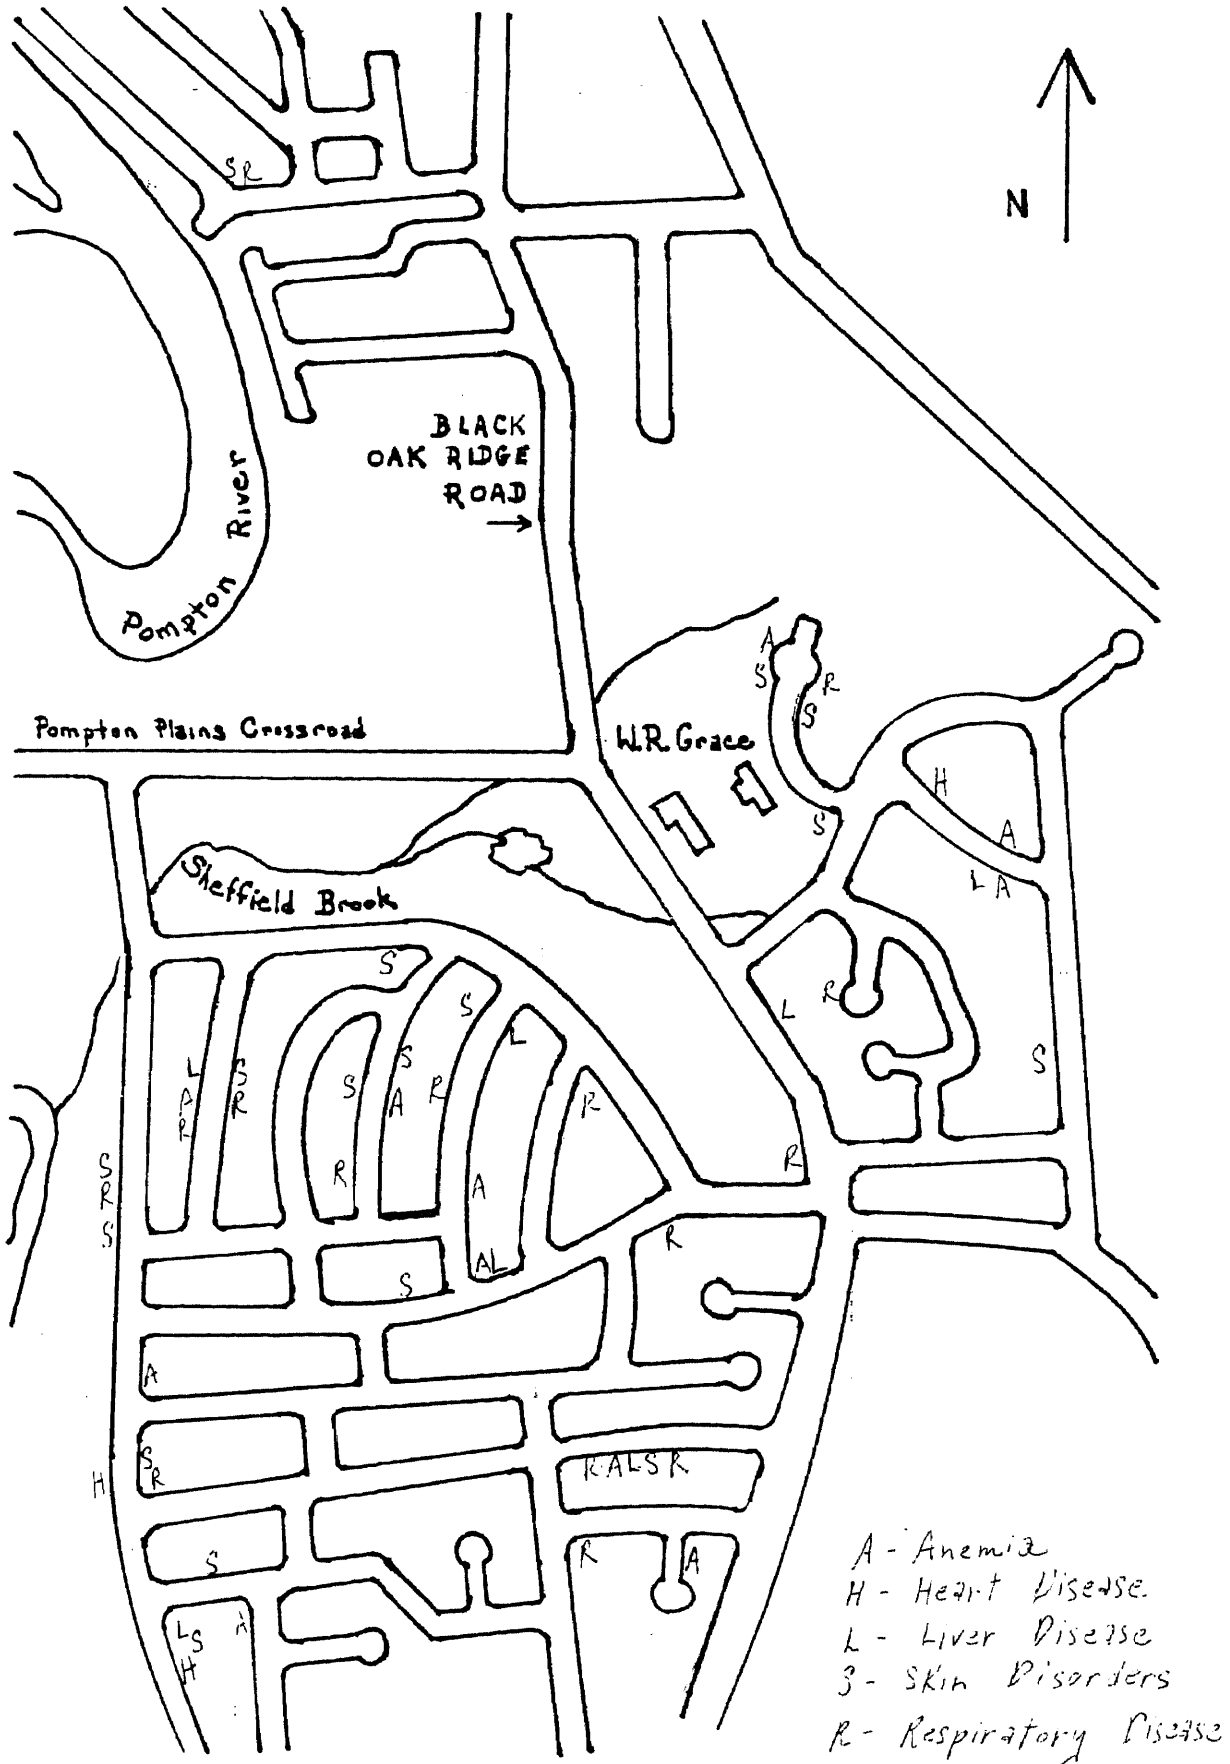 N
S R
BLACK
OAK RIDGE
ROAD
Pompton River
A
S
R
S
Pompton Plains Crossroad
W.R. Grace
H
S
A
Sheffield Brook
L A
S
S
R
L
L
S
S
L
S
S
A
R
A
R
R
R
R
S
R
R
S
R
S
A
R
A L
S
A
S
R
R A L S R
H
S
R
A
L
S
H
A
A - Anemia
H - Heart Disease
L - Liver Disease
S - Skin Disorders
R - Respiratory Disease